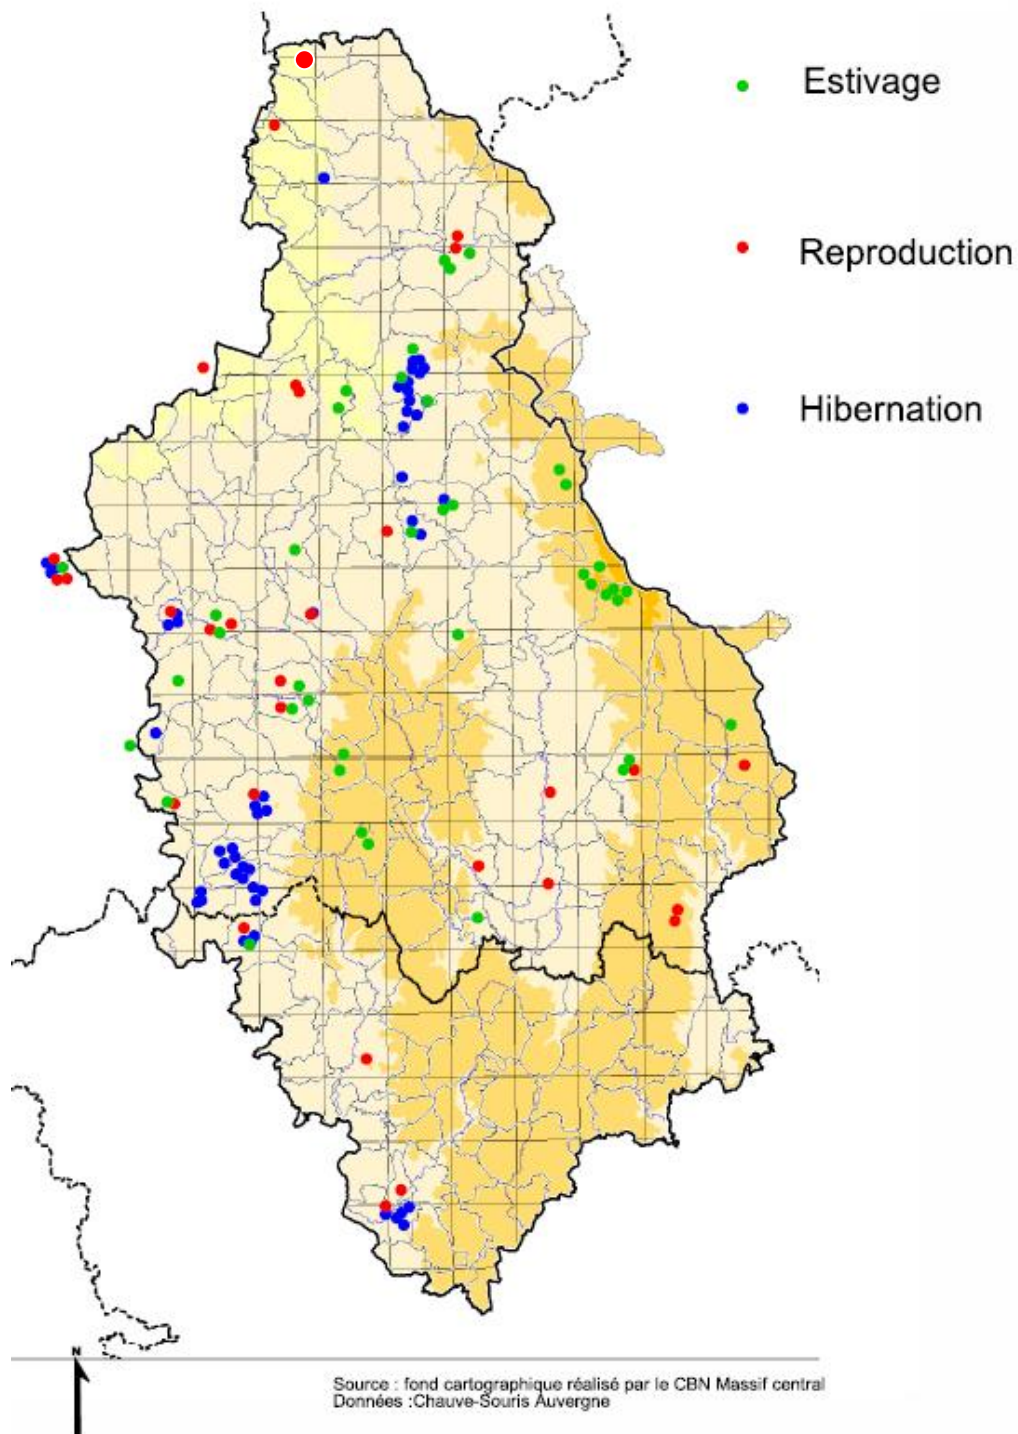 Estivage
Reproduction
Hibernation
N
Source : fond cartographique réalisé par le CBN Massif central
Données :Chauve-Souris Auvergne